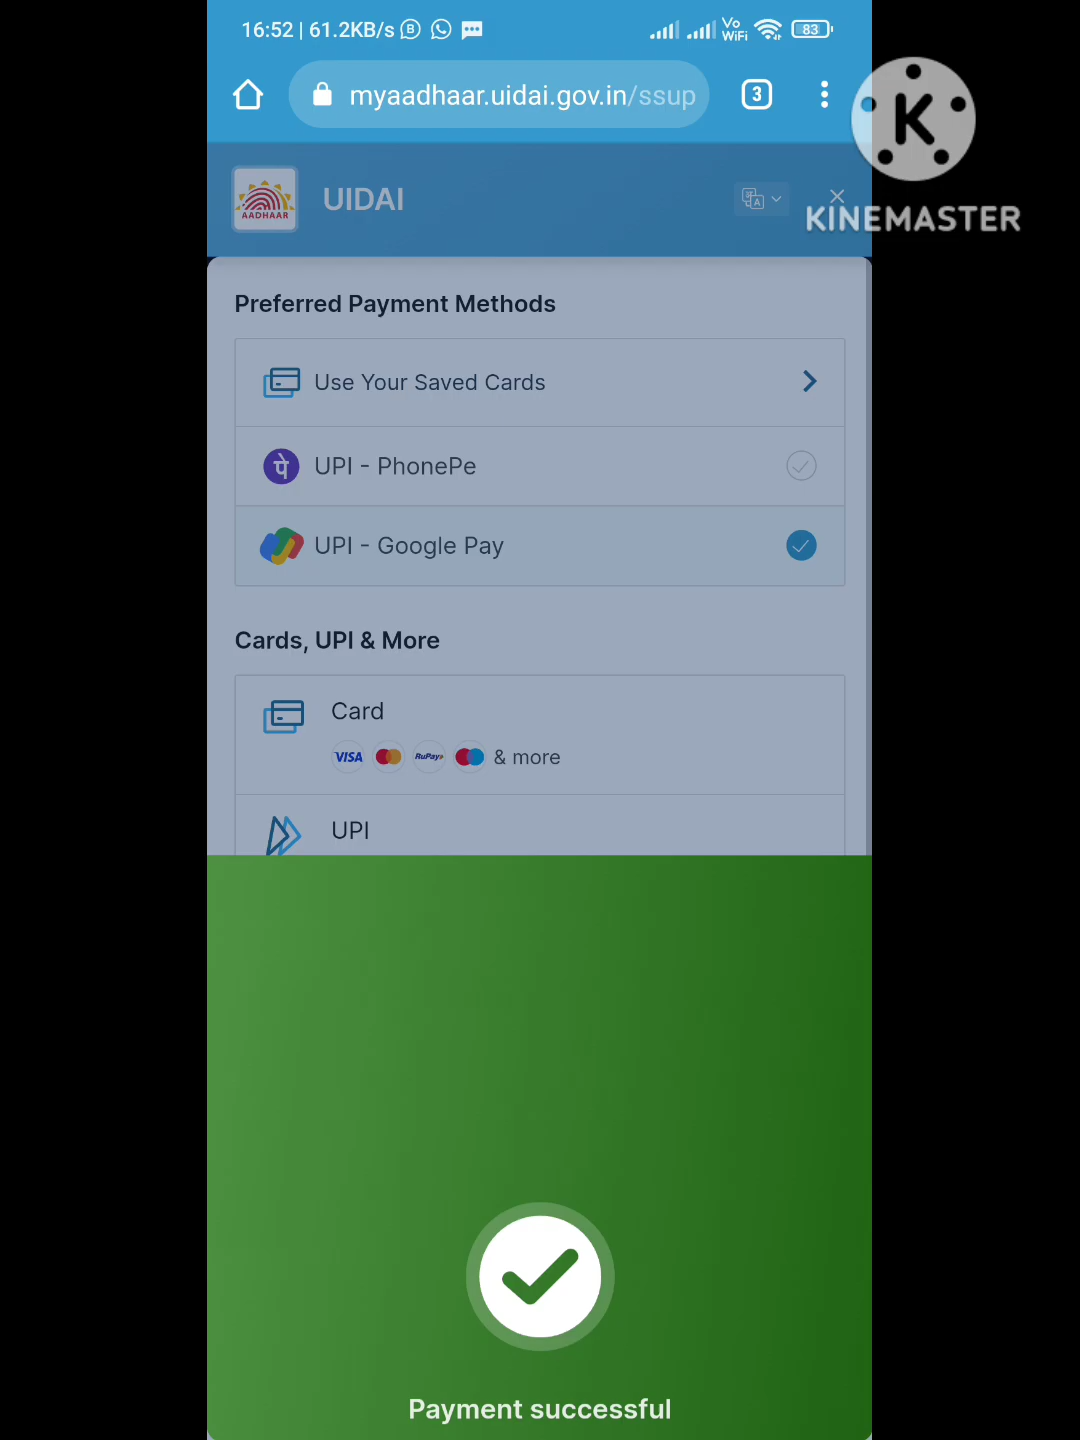 16:52 | 61.2KB/s
Vo
WiFi
83
myaadhaar.uidai.gov.in/ssup
3
K
KINEMASTER
AADHAAR
UIDAI
A
Preferred Payment Methods
Use Your Saved Cards
पे
UPI - PhonePe
UPI - Google Pay
Cards, UPI & More
Card
VISA
RuPay
& more
UPI
Payment successful